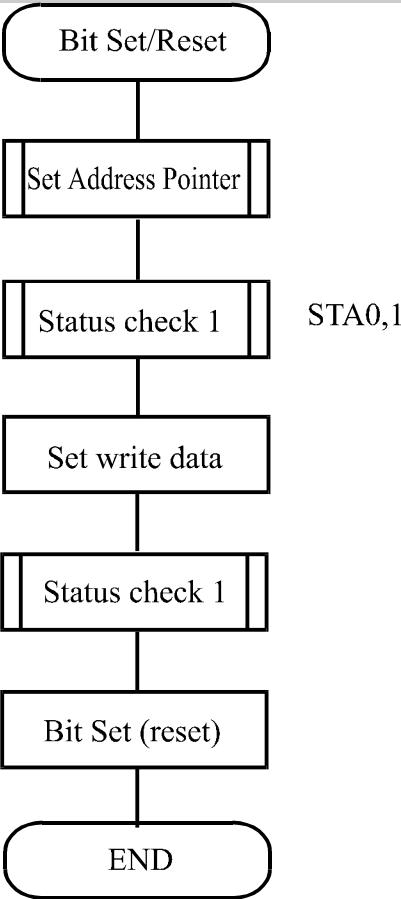 Bit Set/Reset
Set Address Pointer
Status check 1
STA0,1
Set write data
Status check 1
Bit Set (reset)
END